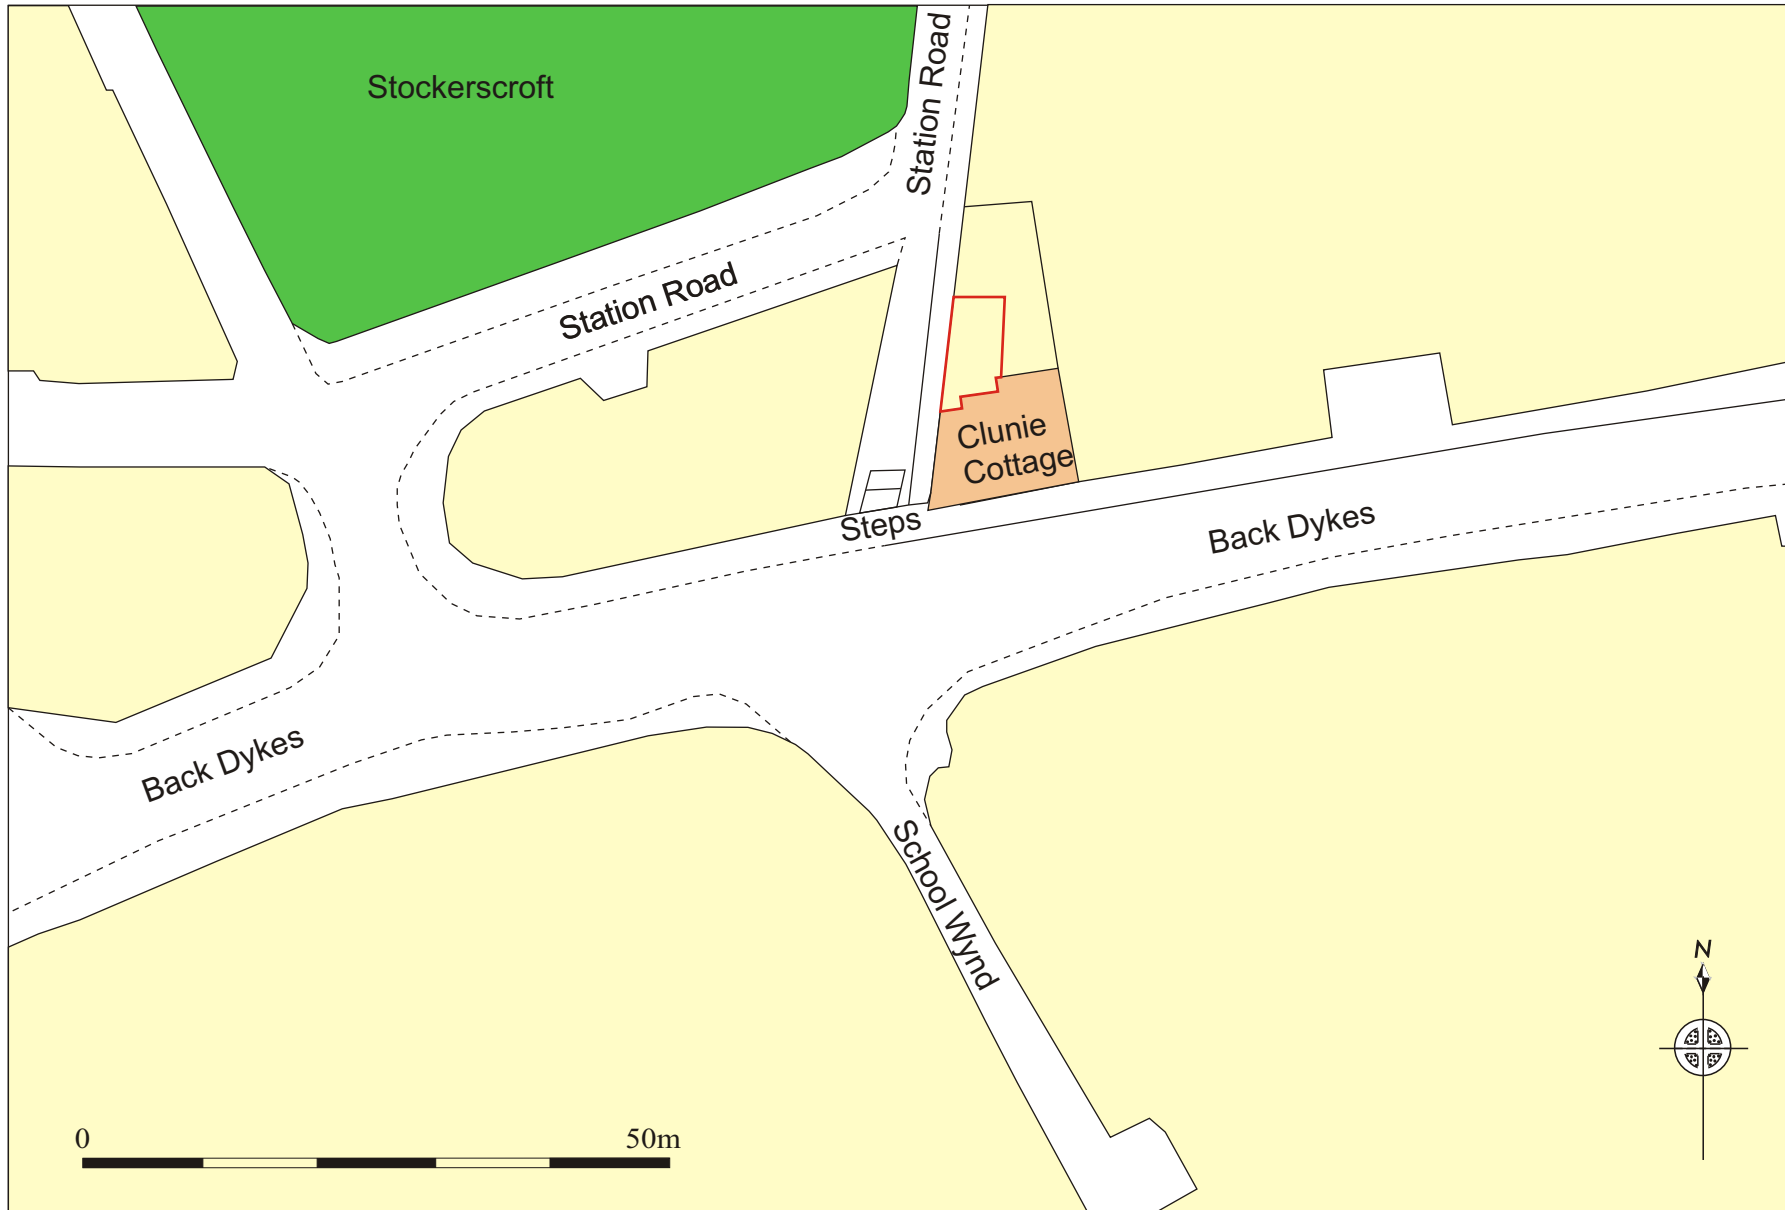 Stockerscroft
Station Road
Station Road
Clunie
Cottage
Steps
Back Dykes
Back Dykes
School Wynd
N
0 50m